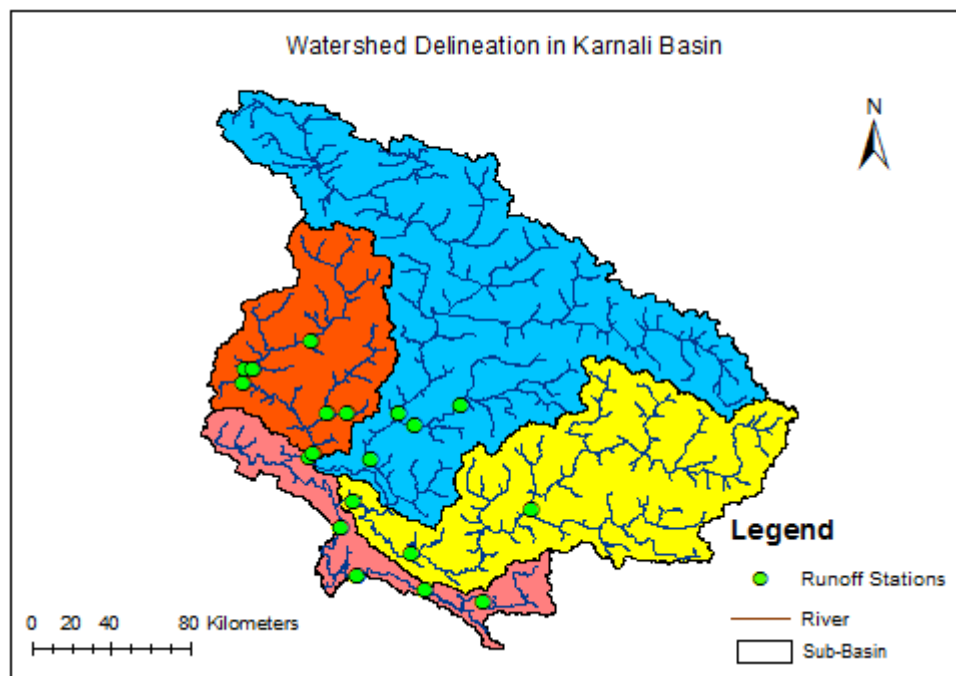 Watershed Delineation in Karnali Basin
N
Legend
Runoff Stations
River
Sub-Basin
0 20 40 80 Kilometers